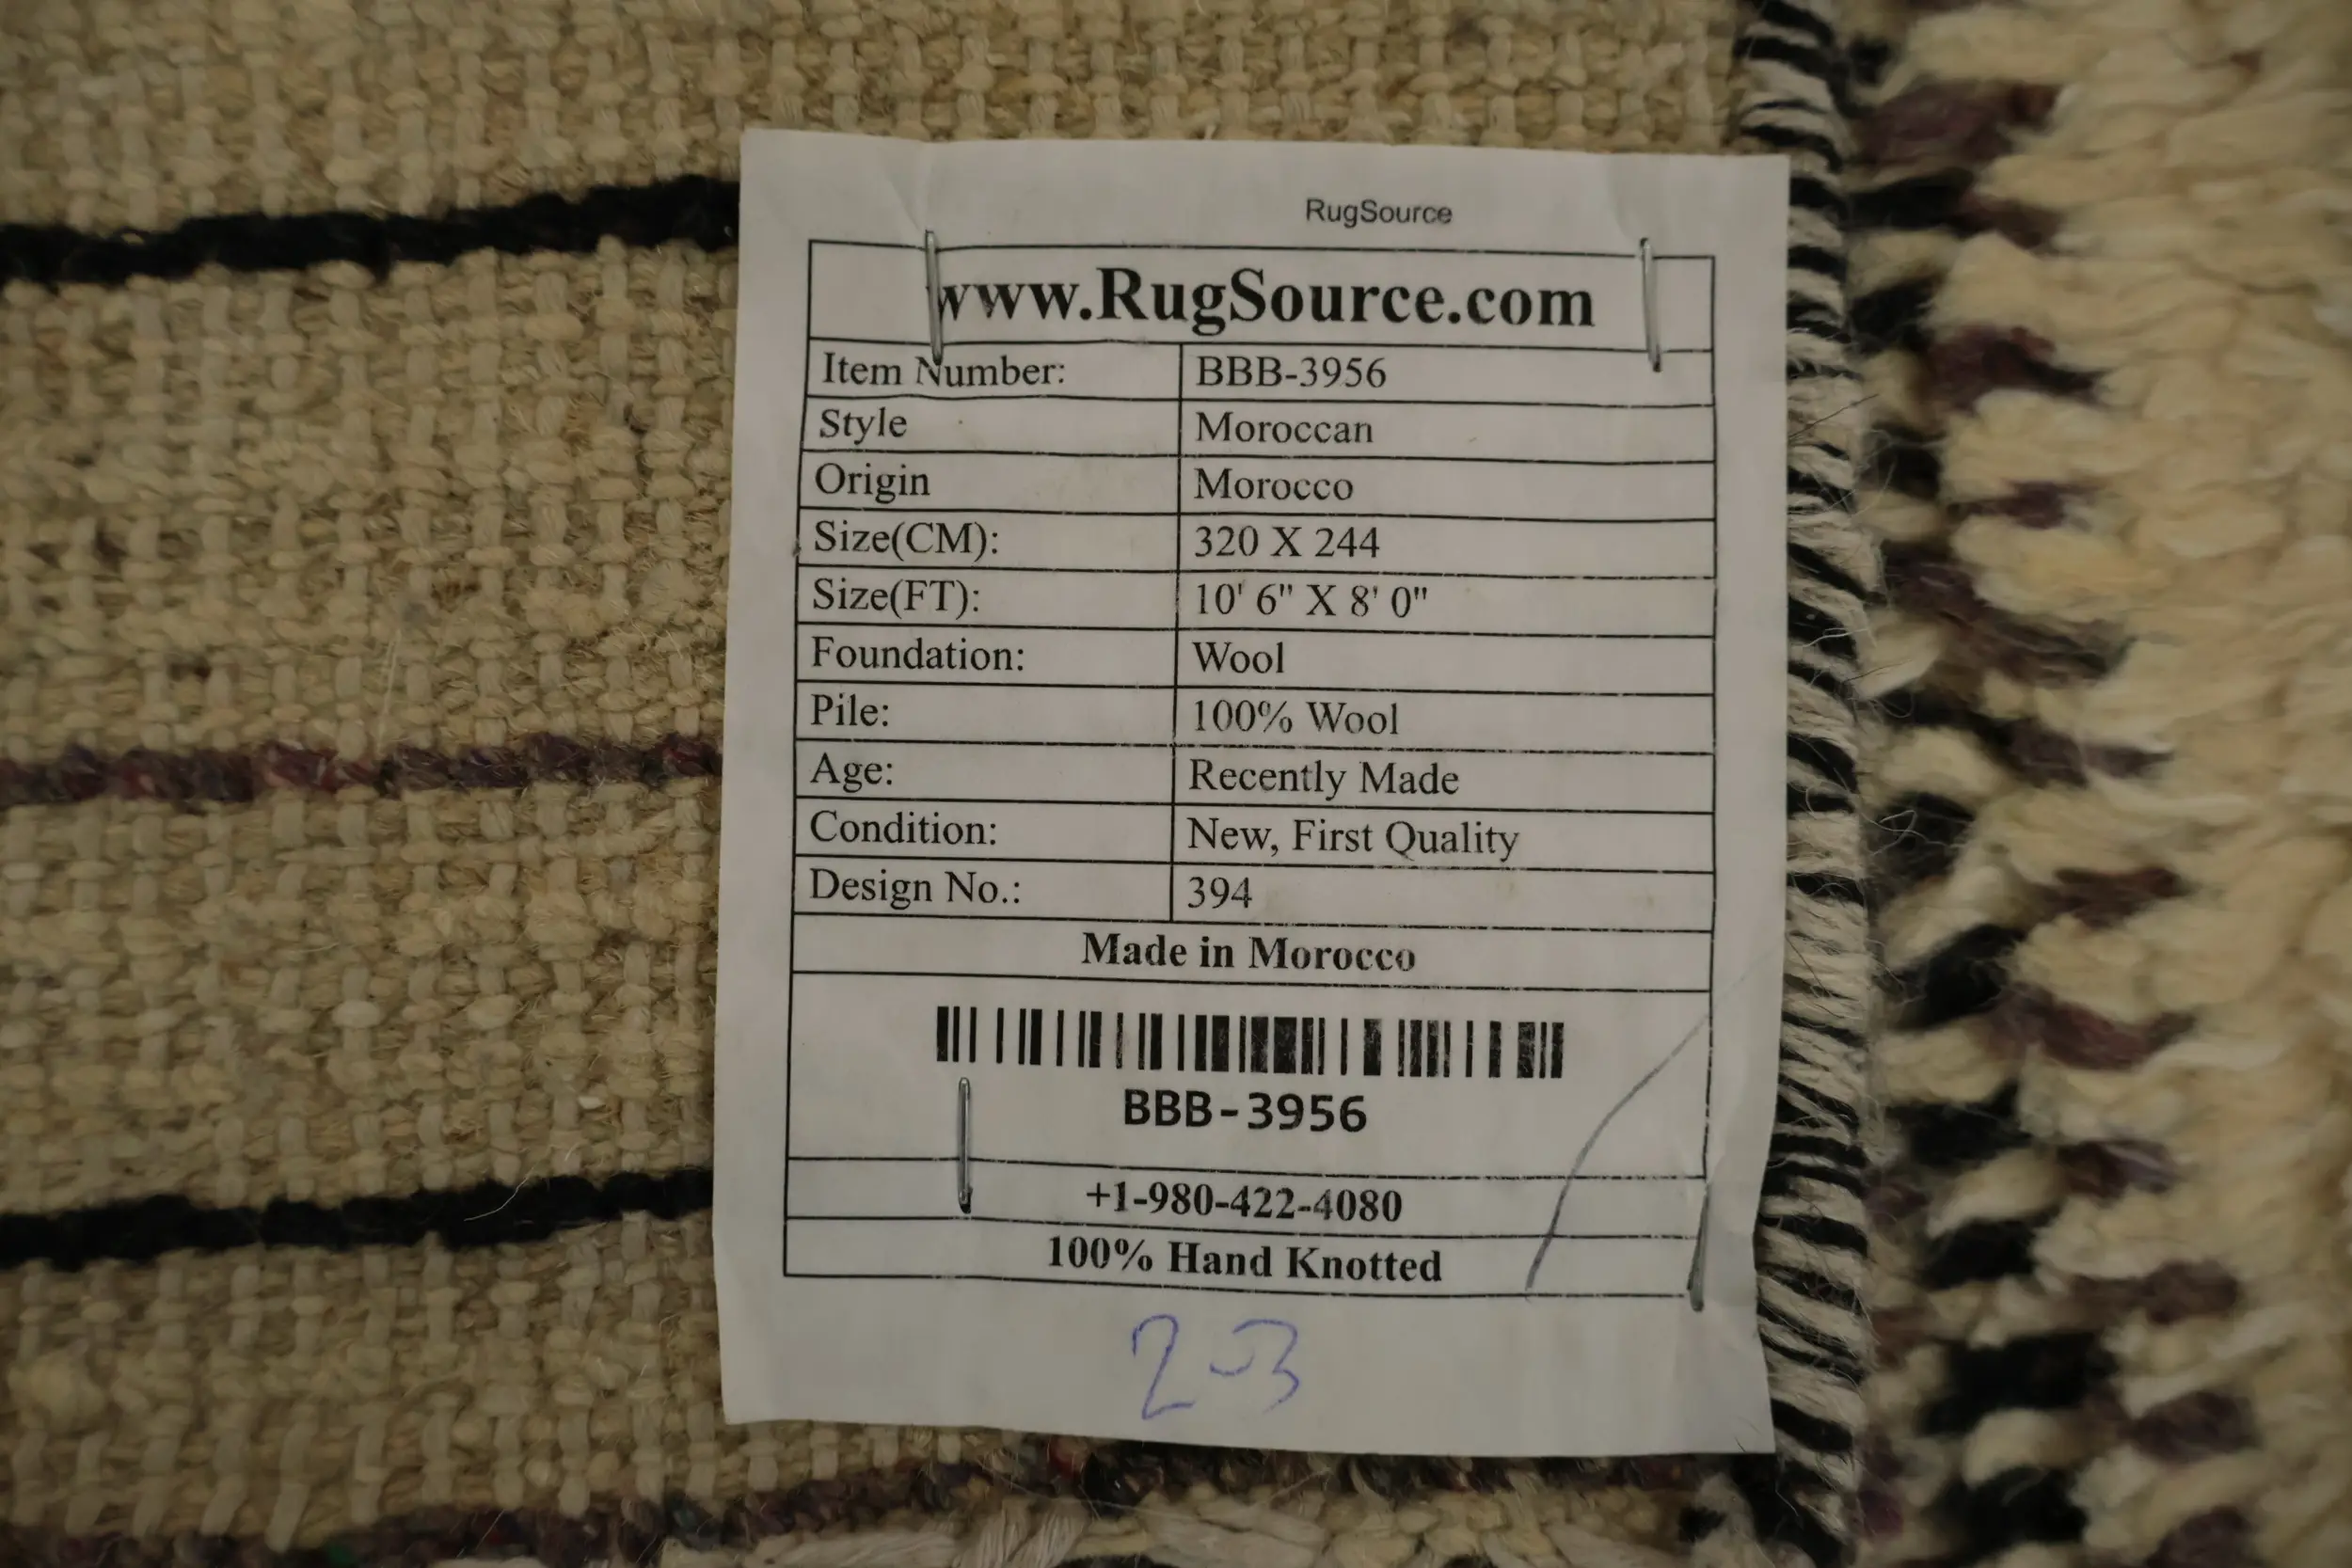 RugSource
www.RugSource.com
Item Number: BBB-3956
Style Moroccan
Origin Morocco
Size(CM): 320 X 244
Size(FT): 10' 6" X 8' 0"
Foundation: Wool
Pile: 100% Wool
Age: Recently Made
Condition: New, First Quality
Design No.: 394
Made in Morocco
BBB-3956
+1-980-422-4080
100% Hand Knotted
2-3